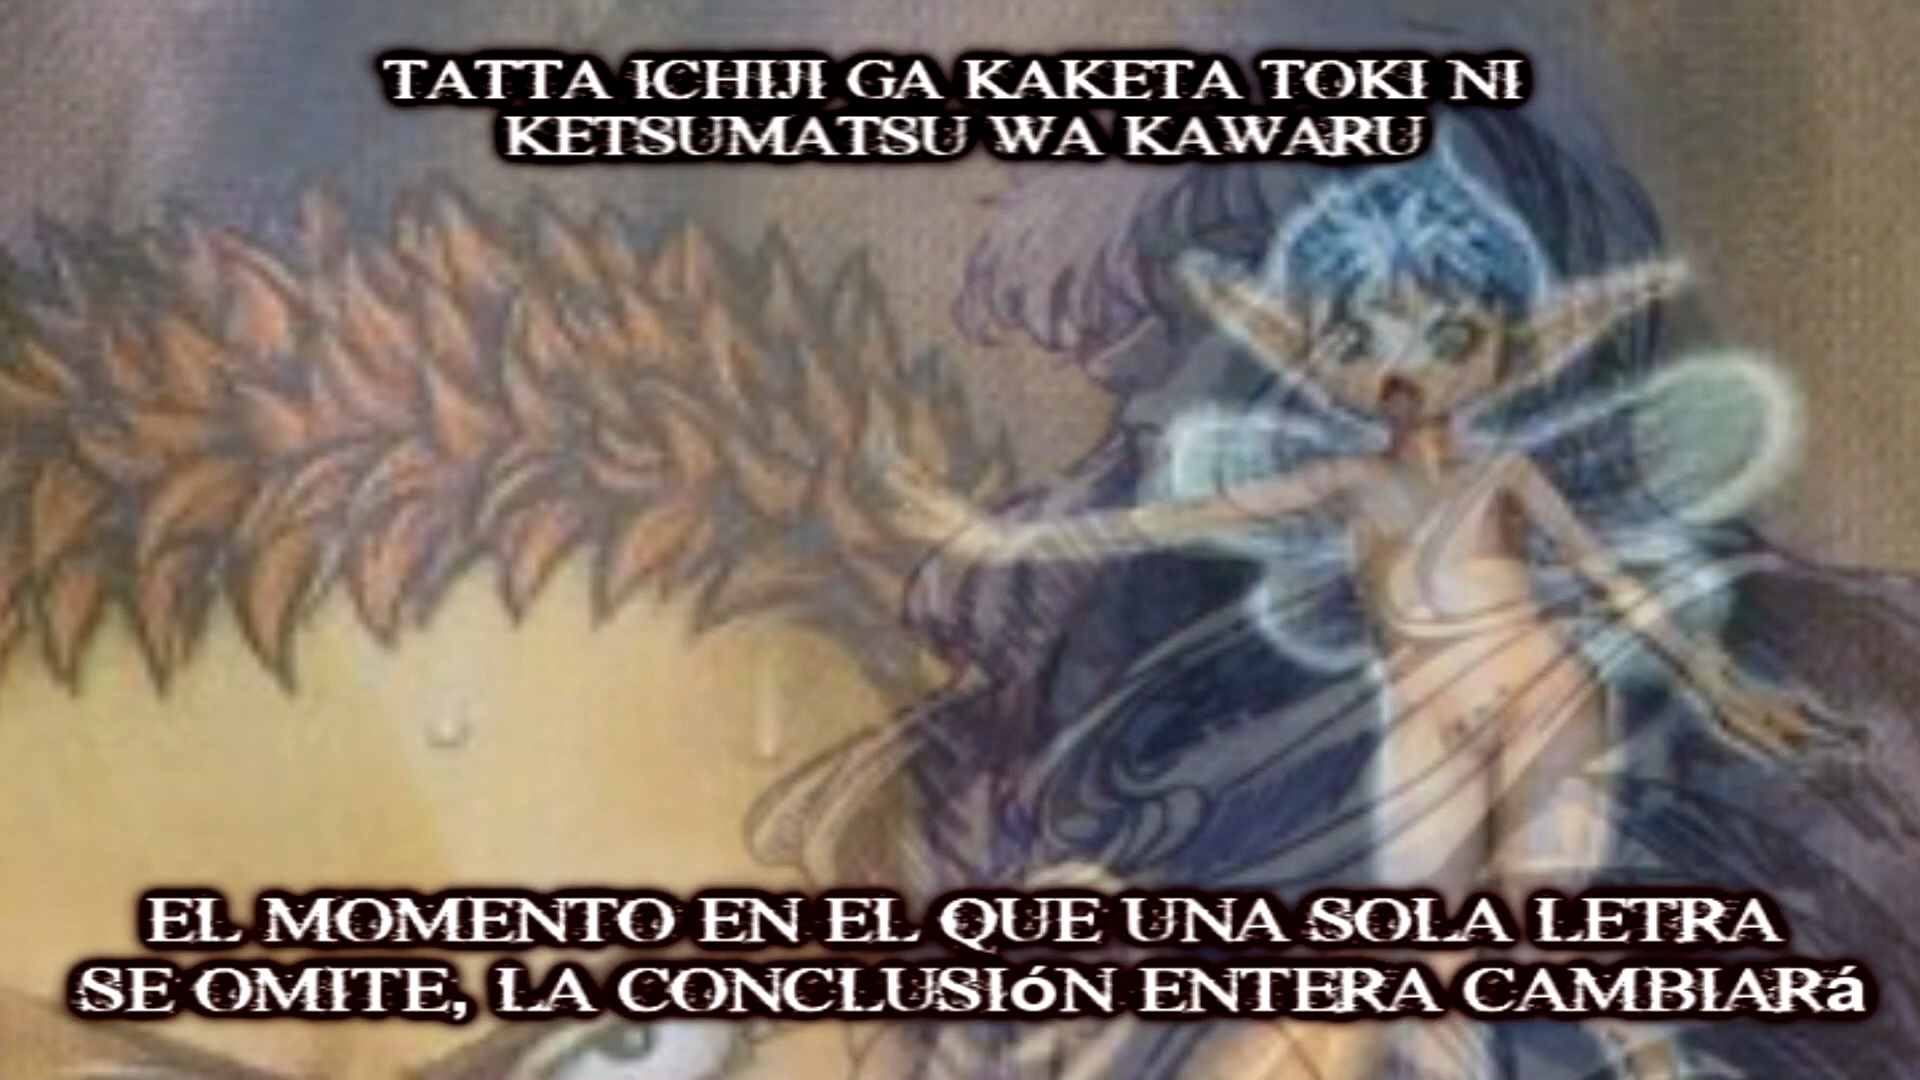 TATTA ICHIJI GA KAKETA TOKI NI
KETSUMATSU WA KAWARU
EL MOMENTO EN EL QUE UNA SOLA LETRA
SE OMITE, LA CONCLUSIÓN ENTERA CAMBIARÁ